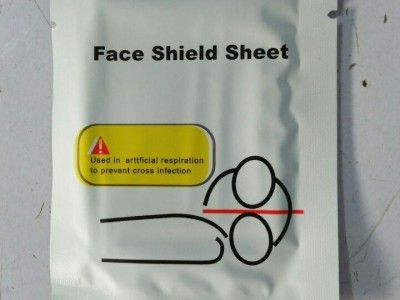 Face Shield Sheet
Used in arttficial respiration
to prevent cross infection